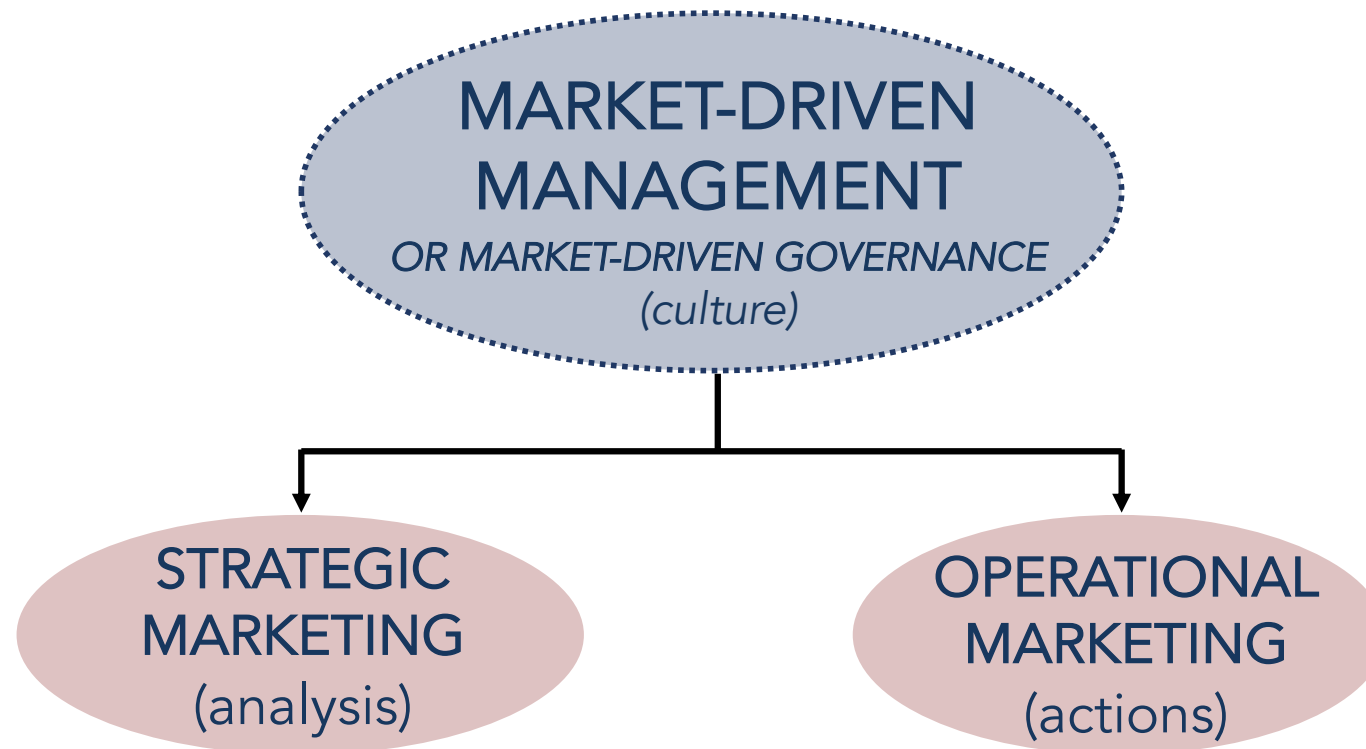 MARKET-DRIVEN
MANAGEMENT
OR MARKET-DRIVEN GOVERNANCE
(culture)
STRATEGIC
MARKETING
(analysis)
OPERATIONAL
MARKETING
(actions)